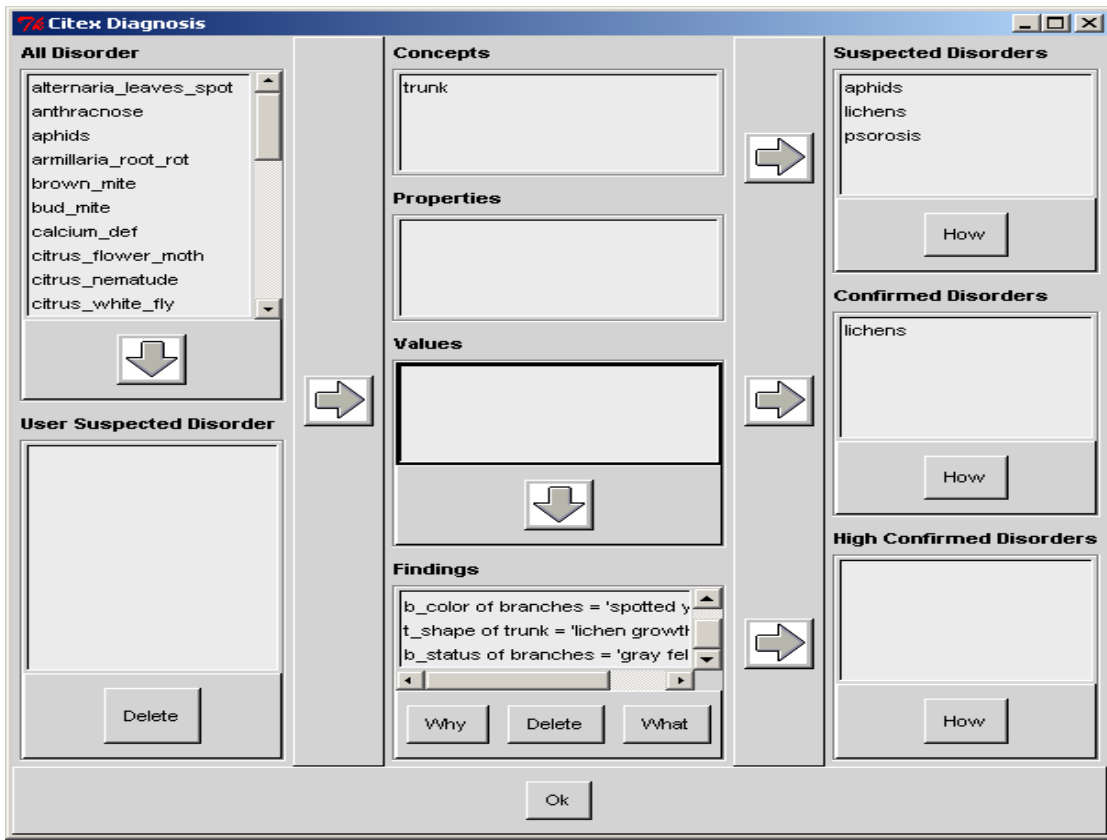 Citex Diagnosis
All Disorder
alternaria_leaves_spot
anthracnose
aphids
armillaria_root_rot
brown_mite
bud_mite
calcium_def
citrus_flower_moth
citrus_nematude
citrus_white_fly
User Suspected Disorder
Delete
Concepts
trunk
Properties
Values
Findings
b_color of branches = 'spotted y
t_shape of trunk = 'lichen growth
b_status of branches = 'gray fel
Why Delete What
Suspected Disorders
aphids
lichens
psorosis
How
Confirmed Disorders
lichens
How
High Confirmed Disorders
How
Ok